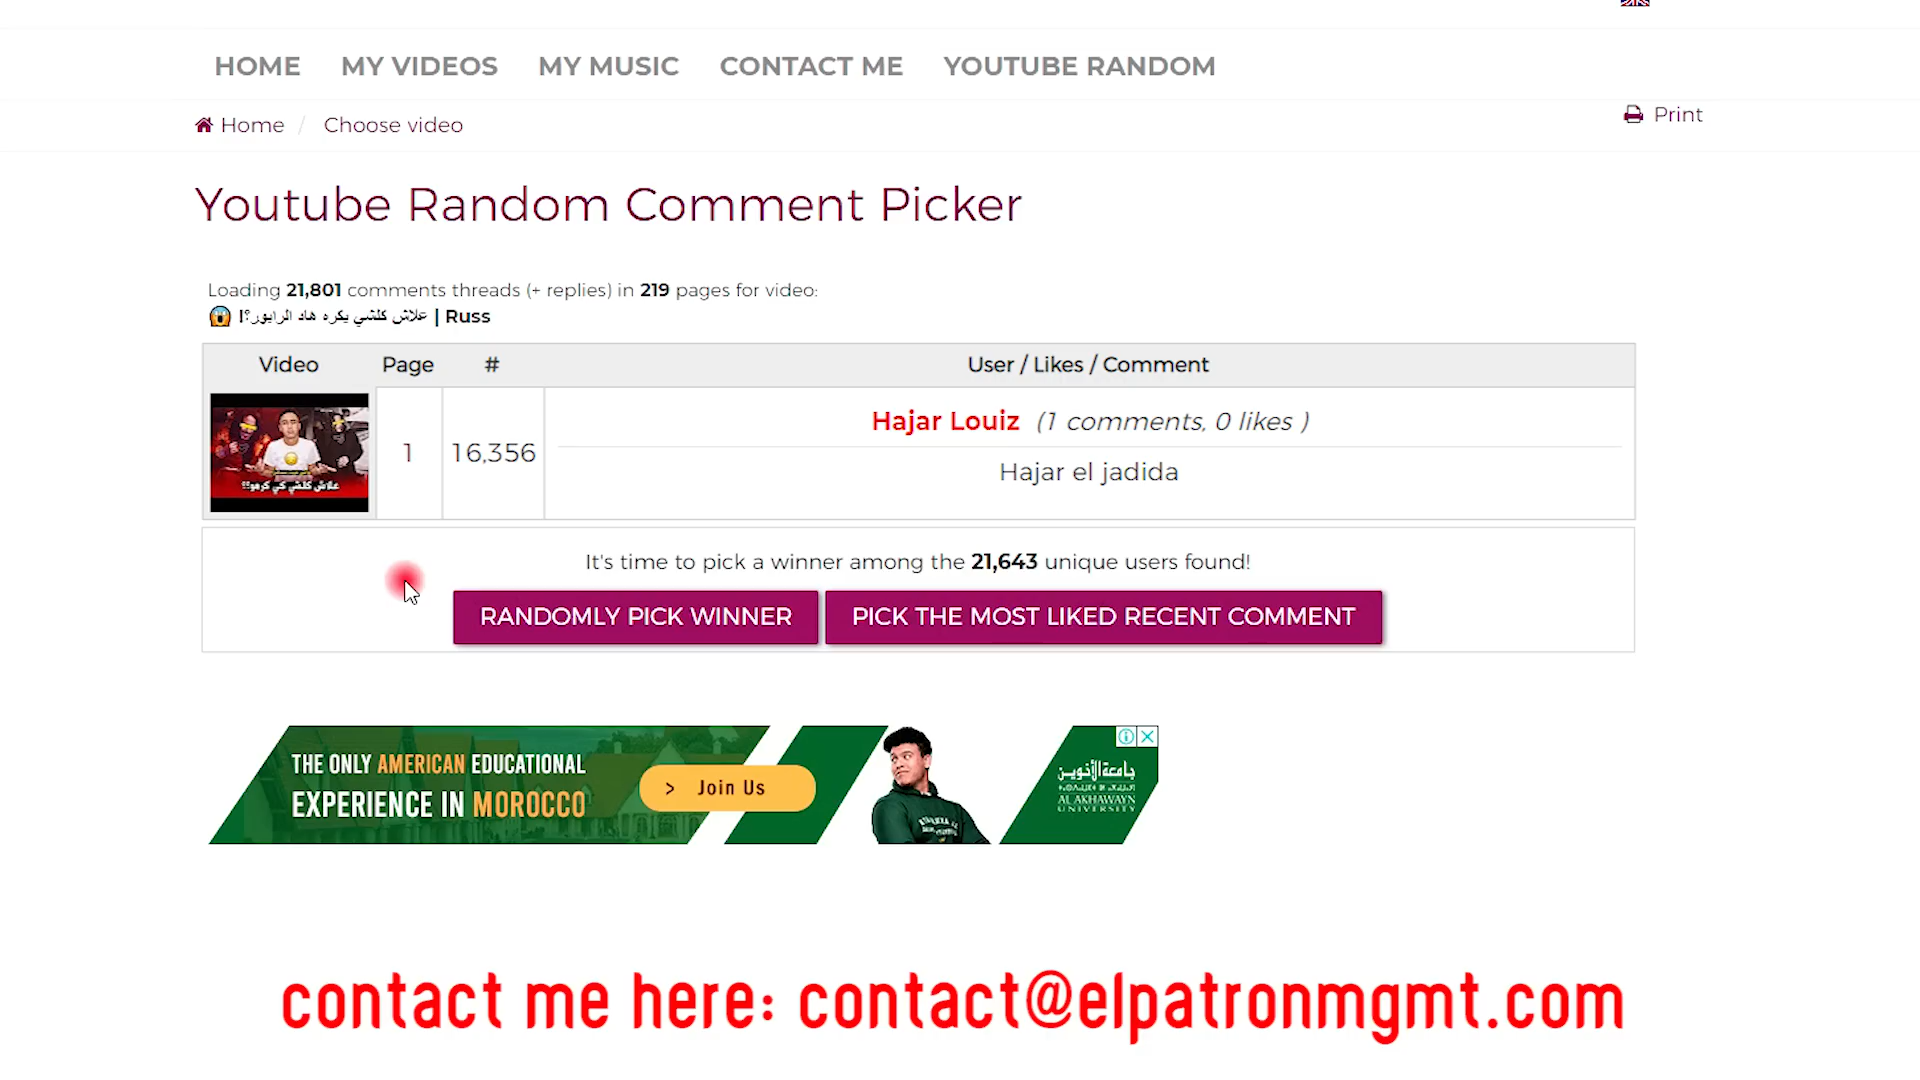 HOME MY VIDEOS MY MUSIC CONTACT ME YOUTUBE RANDOM
Home / Choose video
Print
Youtube Random Comment Picker
Loading 21,801 comments threads (+ replies) in 219 pages for video:
😱 علاش كلشي يكره هاد الرابور؟! | Russ
Video Page # User / Likes / Comment
علاش كلشي كي كرهو؟؟
1 16,356
Hajar Louiz (1 comments, 0 likes )
Hajar el jadida
It's time to pick a winner among the 21,643 unique users found!
RANDOMLY PICK WINNER PICK THE MOST LIKED RECENT COMMENT
THE ONLY AMERICAN EDUCATIONAL
EXPERIENCE IN MOROCCO
> Join Us
جامعة الأخوين
AL AKHAWAYN
UNIVERSITY
contact me here: contact@elpatronmgmt.com